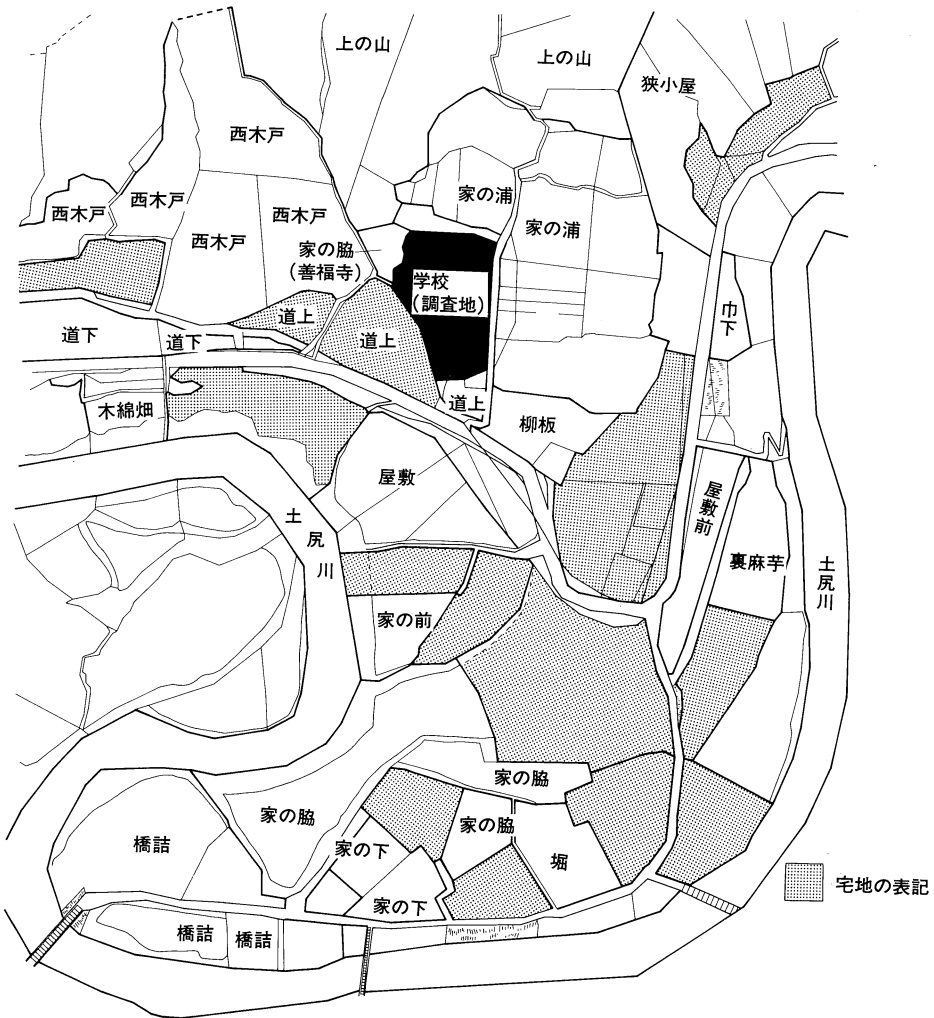 上の山
上の山
狭小屋
西木戸
西木戸
西木戸
西木戸
西木戸
家の浦
家の浦
家の脇
(善福寺)
学校
(調査地)
道上
道上
道上
道下
道下
巾下
木綿畑
柳板
屋敷
屋敷前
土尻川
裏麻芋
土尻川
家の前
家の脇
家の脇
家の脇
家の下
家の下
堀
橋詰
橋詰
橋詰
宅地の表記